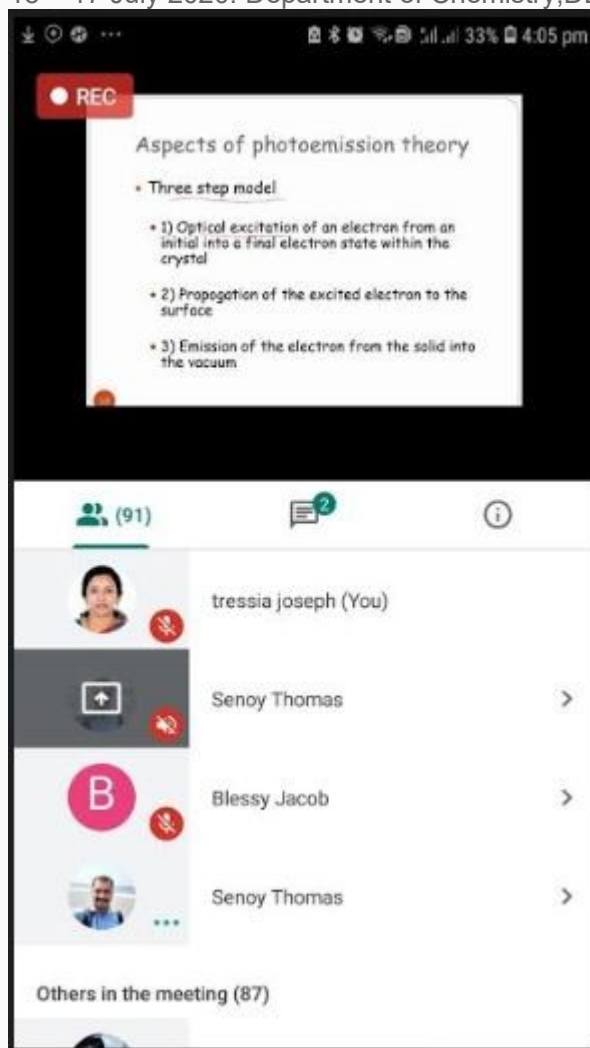 17 July 2020. Department of Chemistry,
33% 4:05 pm
REC
Aspects of photoemission theory
• Three step model
• 1) Optical excitation of an electron from an
initial into a final electron state within the
crystal
• 2) Propogation of the excited electron to the
surface
• 3) Emission of the electron from the solid into
the vacuum
(91)
2
tressia joseph (You)
Senoy Thomas
B
Blessy Jacob
Senoy Thomas
Others in the meeting (87)